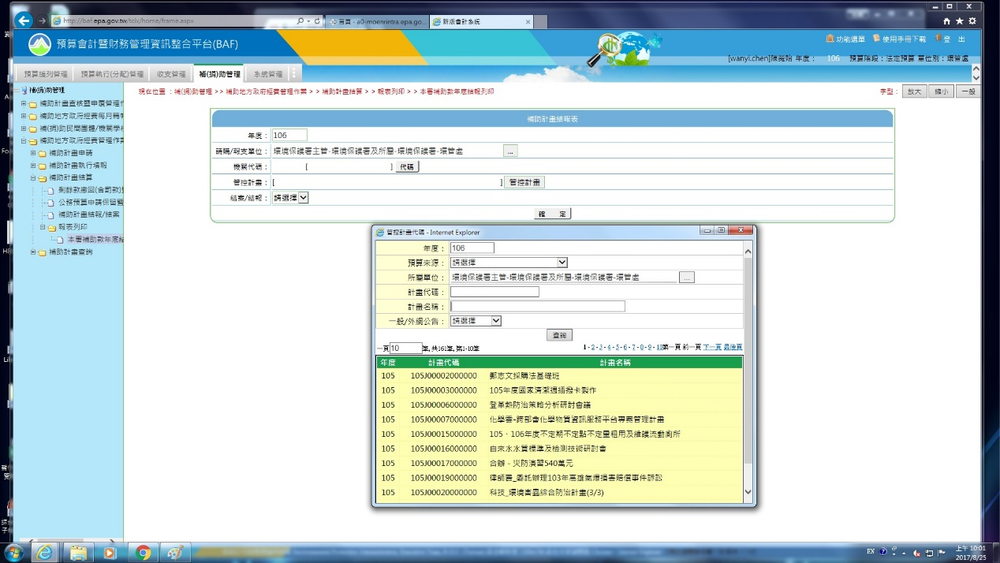 http://baf.epa.gov.tw/tcix/home/frame.aspx
首頁 - a0-moenrintra.epa.go...
新版會計系統
預算會計暨財務管理資訊整合平台(BAF)
功能選單 使用手冊下載 登 出
106 預算階段：法定預算 單位別：環管處
預算編列管理 預算執行(分配)管理 收支管理 補(捐)助管理 系統管理
補(捐)助管理
現在位置 ：補(捐)助管理 >> 補助地方政府經費管理作業 >> 補助計畫結算 >> 報表列印 >> 本署補助款年底結報列印
字型： 放大 縮小 一般
補助計畫查核暨申覆管理作
補助地方政府經費每月轉帳
補(捐)助民間團體/機關學校
補助地方政府經費管理作業
補助計畫申請
補助計畫執行填報
補助計畫結算
剩餘款繳回(含罰款)
公務預算申請保留暨
補助計畫結報/結案
報表列印
本署補助款年底結
補助計畫查詢
補助計畫結報表
年度： 106
請購/報支單位： 環境保護署主管-環境保護署及所屬-環境保護署-環管處 ...
機關代碼： [ ] 代碼
管控計畫： [ ] 管控計畫
結案/結報： 請選擇
確 定
管控計畫代碼 - Internet Explorer
年度： 106
預算來源： 請選擇
所屬單位： 環境保護署主管-環境保護署及所屬-環境保護署-環管處 ...
計畫代碼：
計畫名稱：
一般/外網公告： 請選擇
查詢
一頁 10 筆, 共161筆, 第1-10筆
1-2-3-4-5-6-7-8-9-10第一頁 前一頁 下一頁 最後頁
年度 計畫代碼 計畫名稱
105 105J00002000000 鄭志文採購法基礎班
105 105J00003000000 105年度國家清潔週插撥卡製作
105 105J00006000000 登革熱防治策略分析研討會議
105 105J00007000000 化學雲-跨部會化學物質資訊服務平台專案管理計畫
105 105J00015000000 105、106年度不定期不定點不定量租用及維護流動廁所
105 105J00016000000 自來水水質標準及檢測技術研討會
105 105J00017000000 合辦－災防演習540萬元
105 105J00019000000 律師費_委託辦理103年高雄氣爆損害賠償事件訴訟
105 105J00020000000 科技_環境害蟲綜合防治計畫(3/3)
EN
上午 10:01
2017/8/25